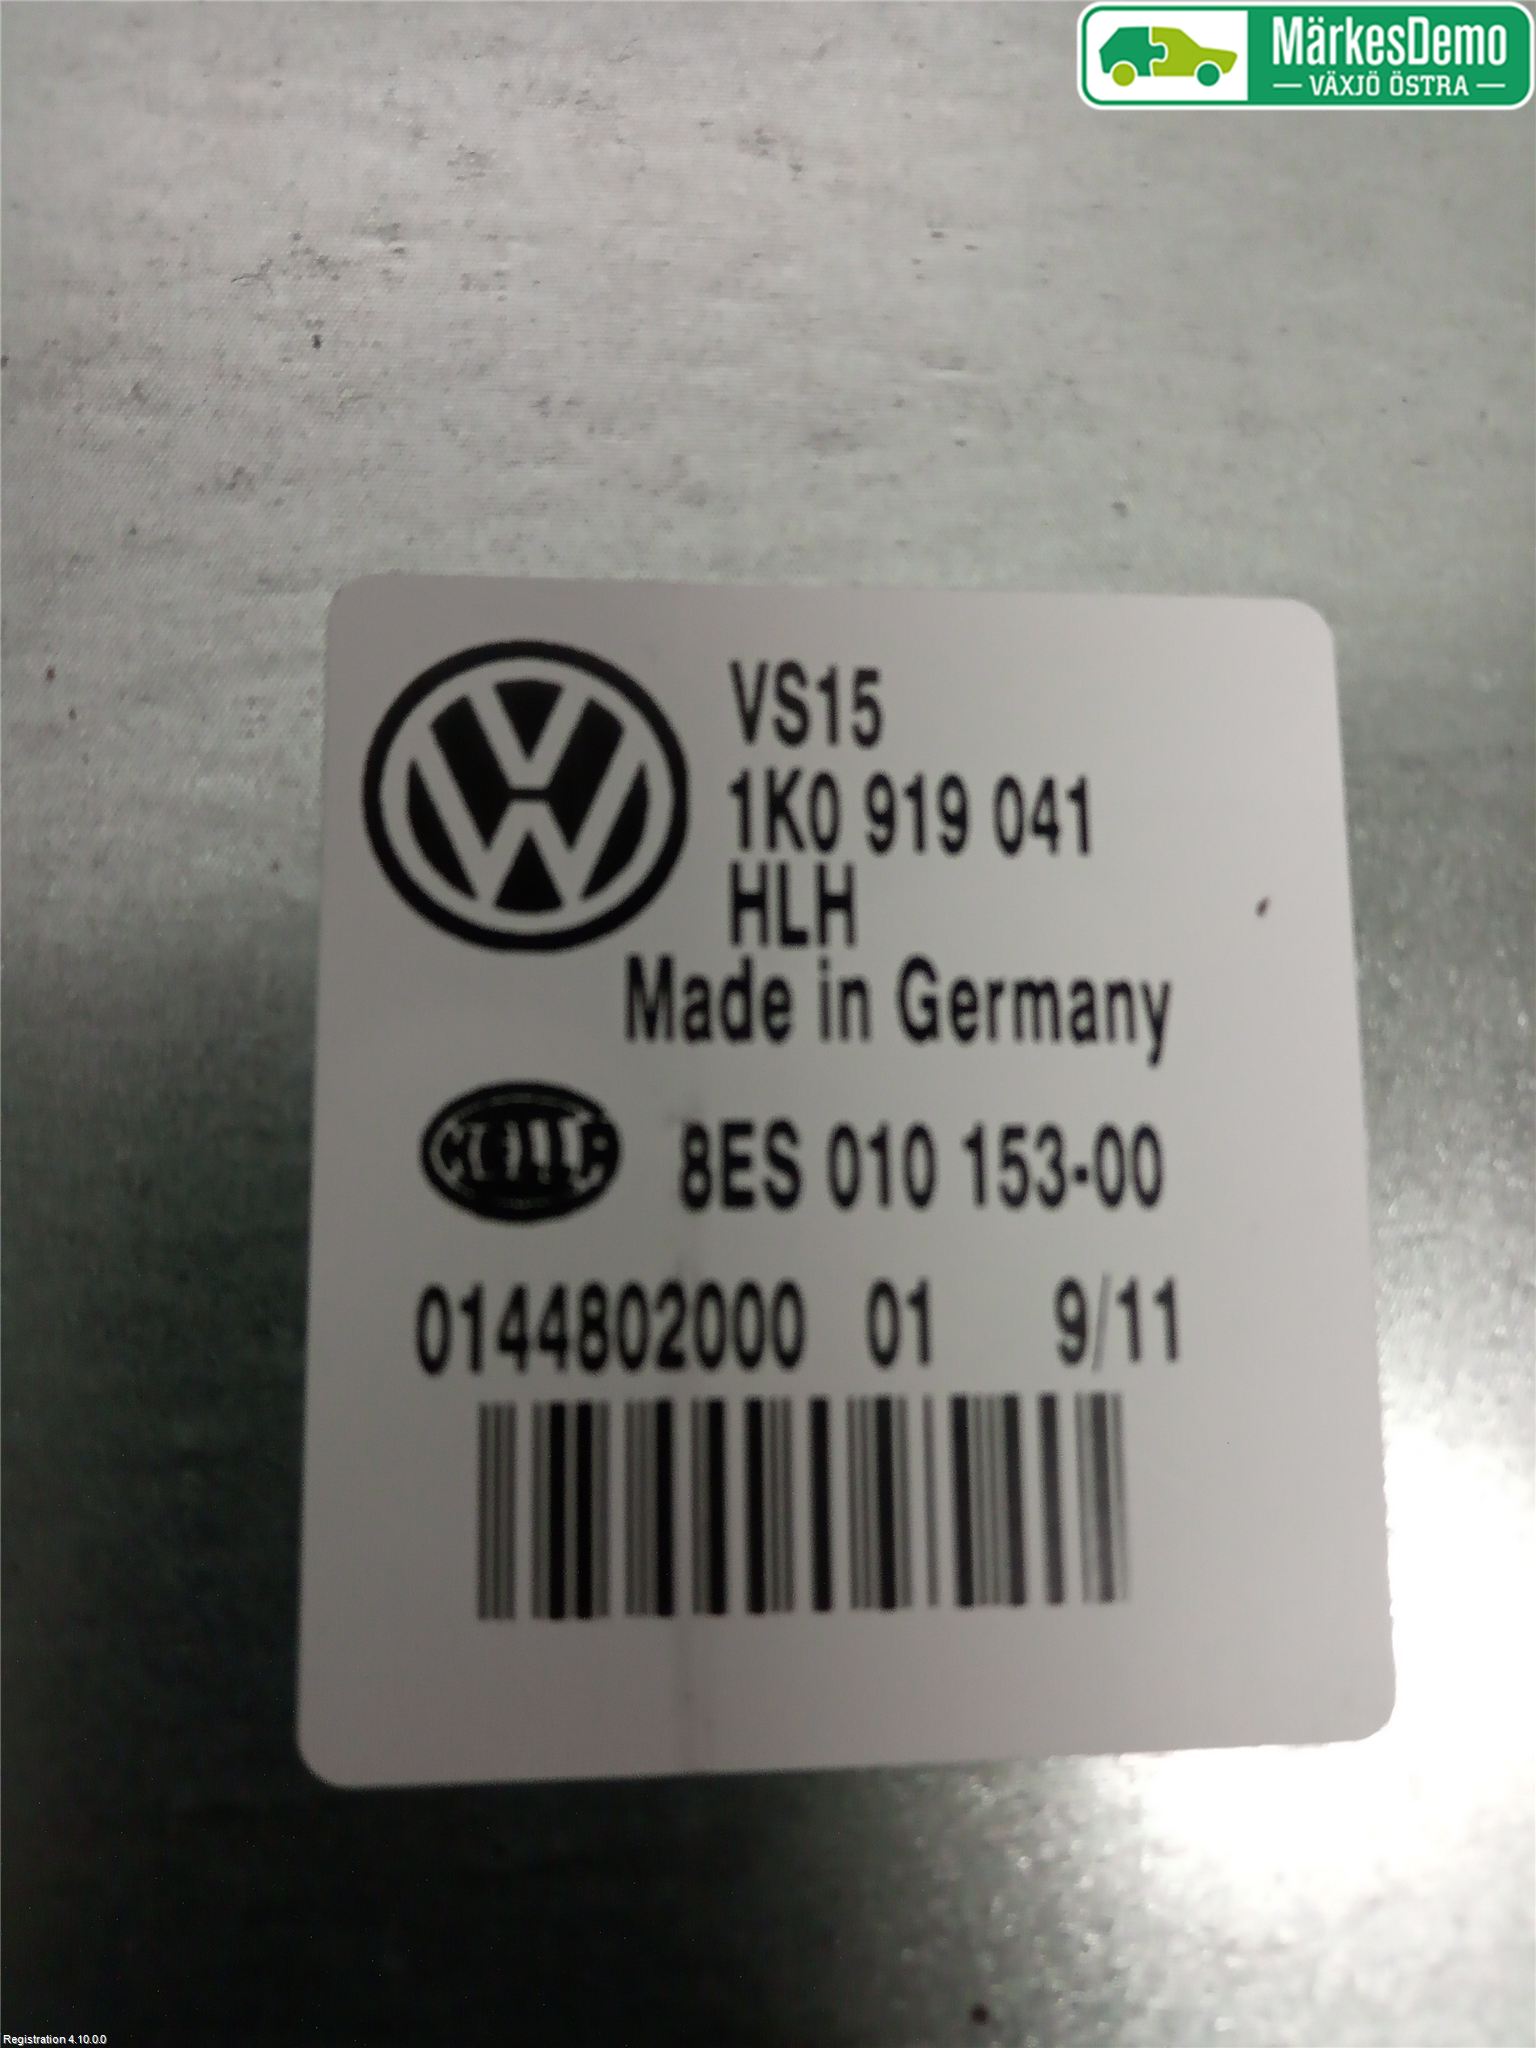 MärkesDemo
VÄXJÖ ÖSTRA
VS15
1K0 919 041
HLH
Made in Germany
HELLA
8ES 010 153-00
0144802000 01 9/11
Registration 4.10.0.0